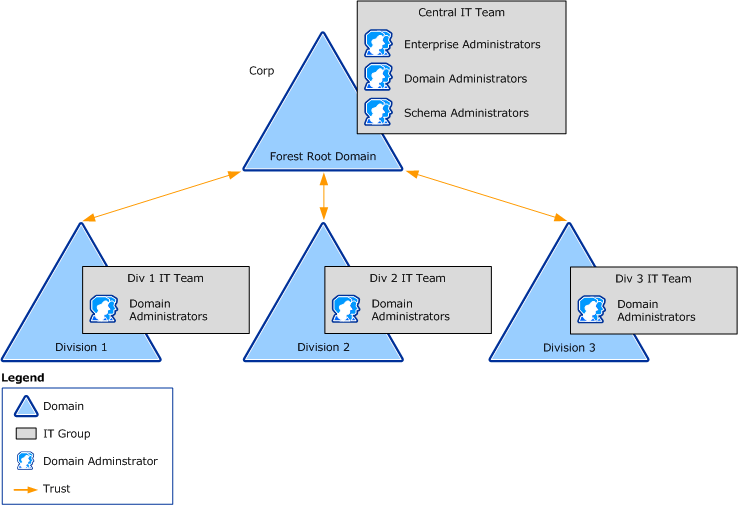 Central IT Team
Enterprise Administrators
Corp
Domain Administrators
Schema Administrators
Forest Root Domain
Div 1 IT Team
Domain
Administrators
Division 1
Div 2 IT Team
Domain
Administrators
Division 2
Div 3 IT Team
Domain
Administrators
Division 3
Legend
Domain
IT Group
Domain Adminstrator
Trust